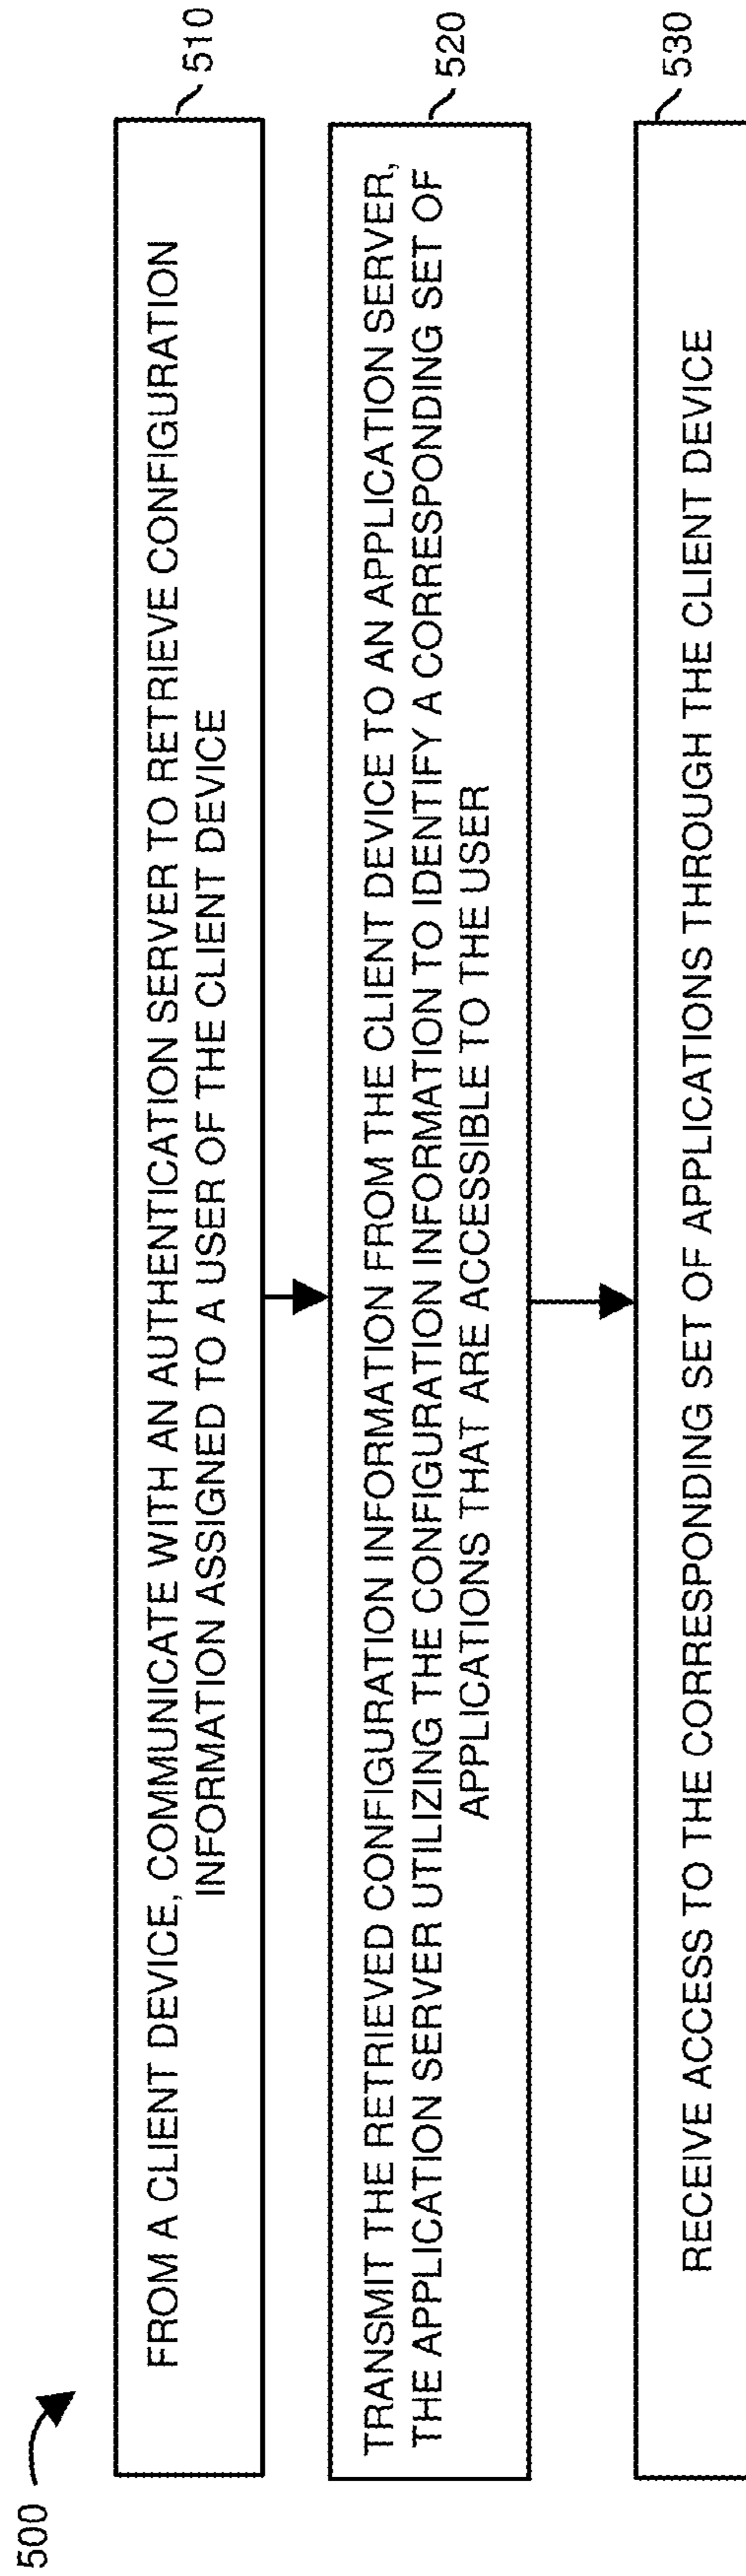 500
FROM A CLIENT DEVICE, COMMUNICATE WITH AN AUTHENTICATION SERVER TO RETRIEVE CONFIGURATION
INFORMATION ASSIGNED TO A USER OF THE CLIENT DEVICE
510
TRANSMIT THE RETRIEVED CONFIGURATION INFORMATION FROM THE CLIENT DEVICE TO AN APPLICATION SERVER,
THE APPLICATION SERVER UTILIZING THE CONFIGURATION INFORMATION TO IDENTIFY A CORRESPONDING SET OF
APPLICATIONS THAT ARE ACCESSIBLE TO THE USER
520
RECEIVE ACCESS TO THE CORRESPONDING SET OF APPLICATIONS THROUGH THE CLIENT DEVICE
530